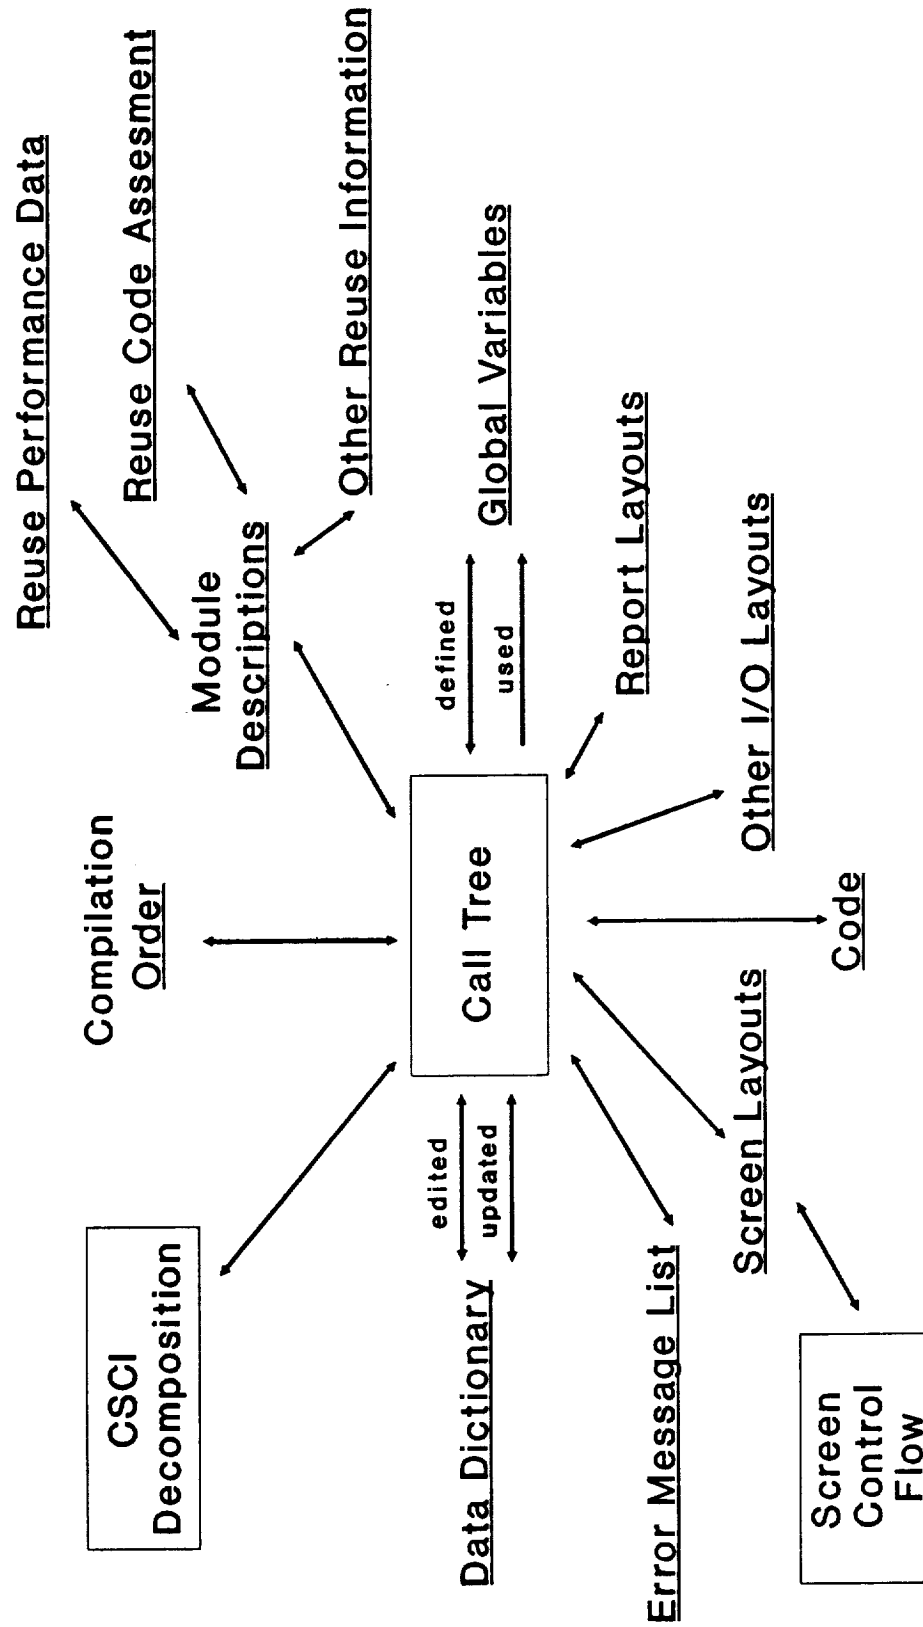 Reuse Performance Data
Reuse Code Assesment
Other Reuse Information
Module
Descriptions
Compilation
Order
CSCI
Decomposition
Call Tree
defined
used
Global Variables
edited
updated
Data Dictionary
Report Layouts
Other I/O Layouts
Code
Screen Layouts
Error Message List
Screen
Control
Flow